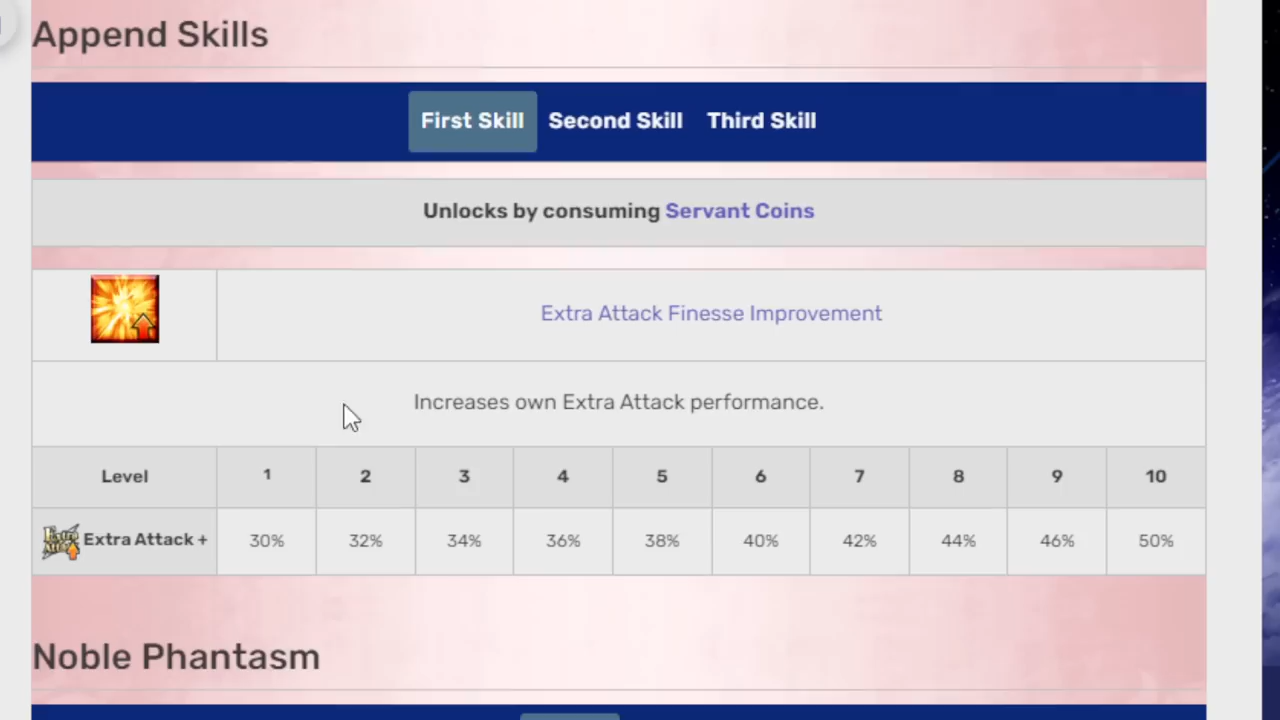 Append Skills
First Skill Second Skill Third Skill
Unlocks by consuming Servant Coins
Extra Attack Finesse Improvement
Increases own Extra Attack performance.
Level 1 2 3 4 5 6 7 8 9 10
Extra Attack + 30% 32% 34% 36% 38% 40% 42% 44% 46% 50%
Noble Phantasm